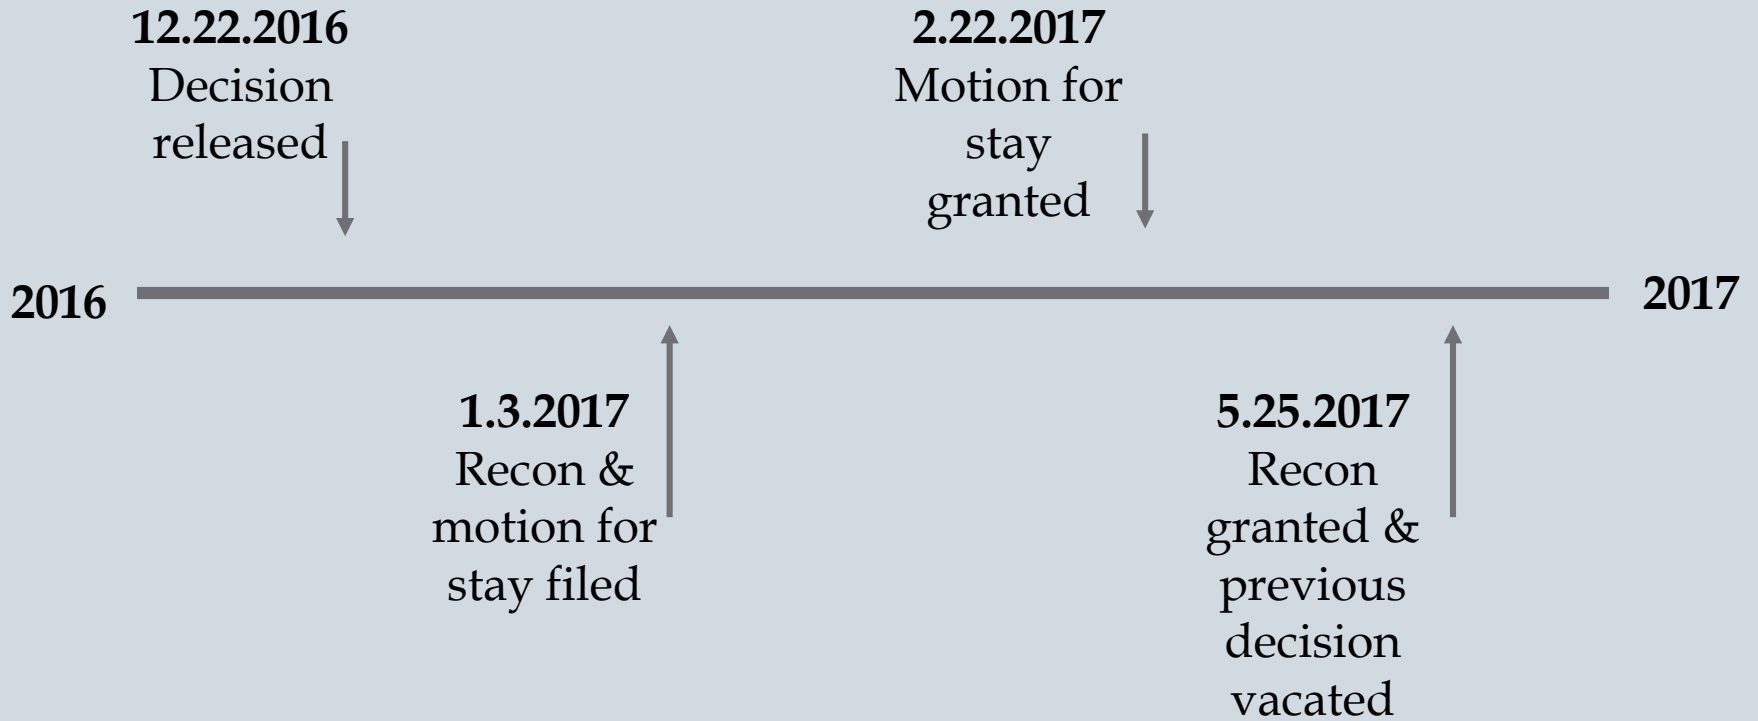 12.22.2016
Decision
released
2.22.2017
Motion for
stay
granted
2016
2017
1.3.2017
Recon &
motion for
stay filed
5.25.2017
Recon
granted &
previous
decision
vacated